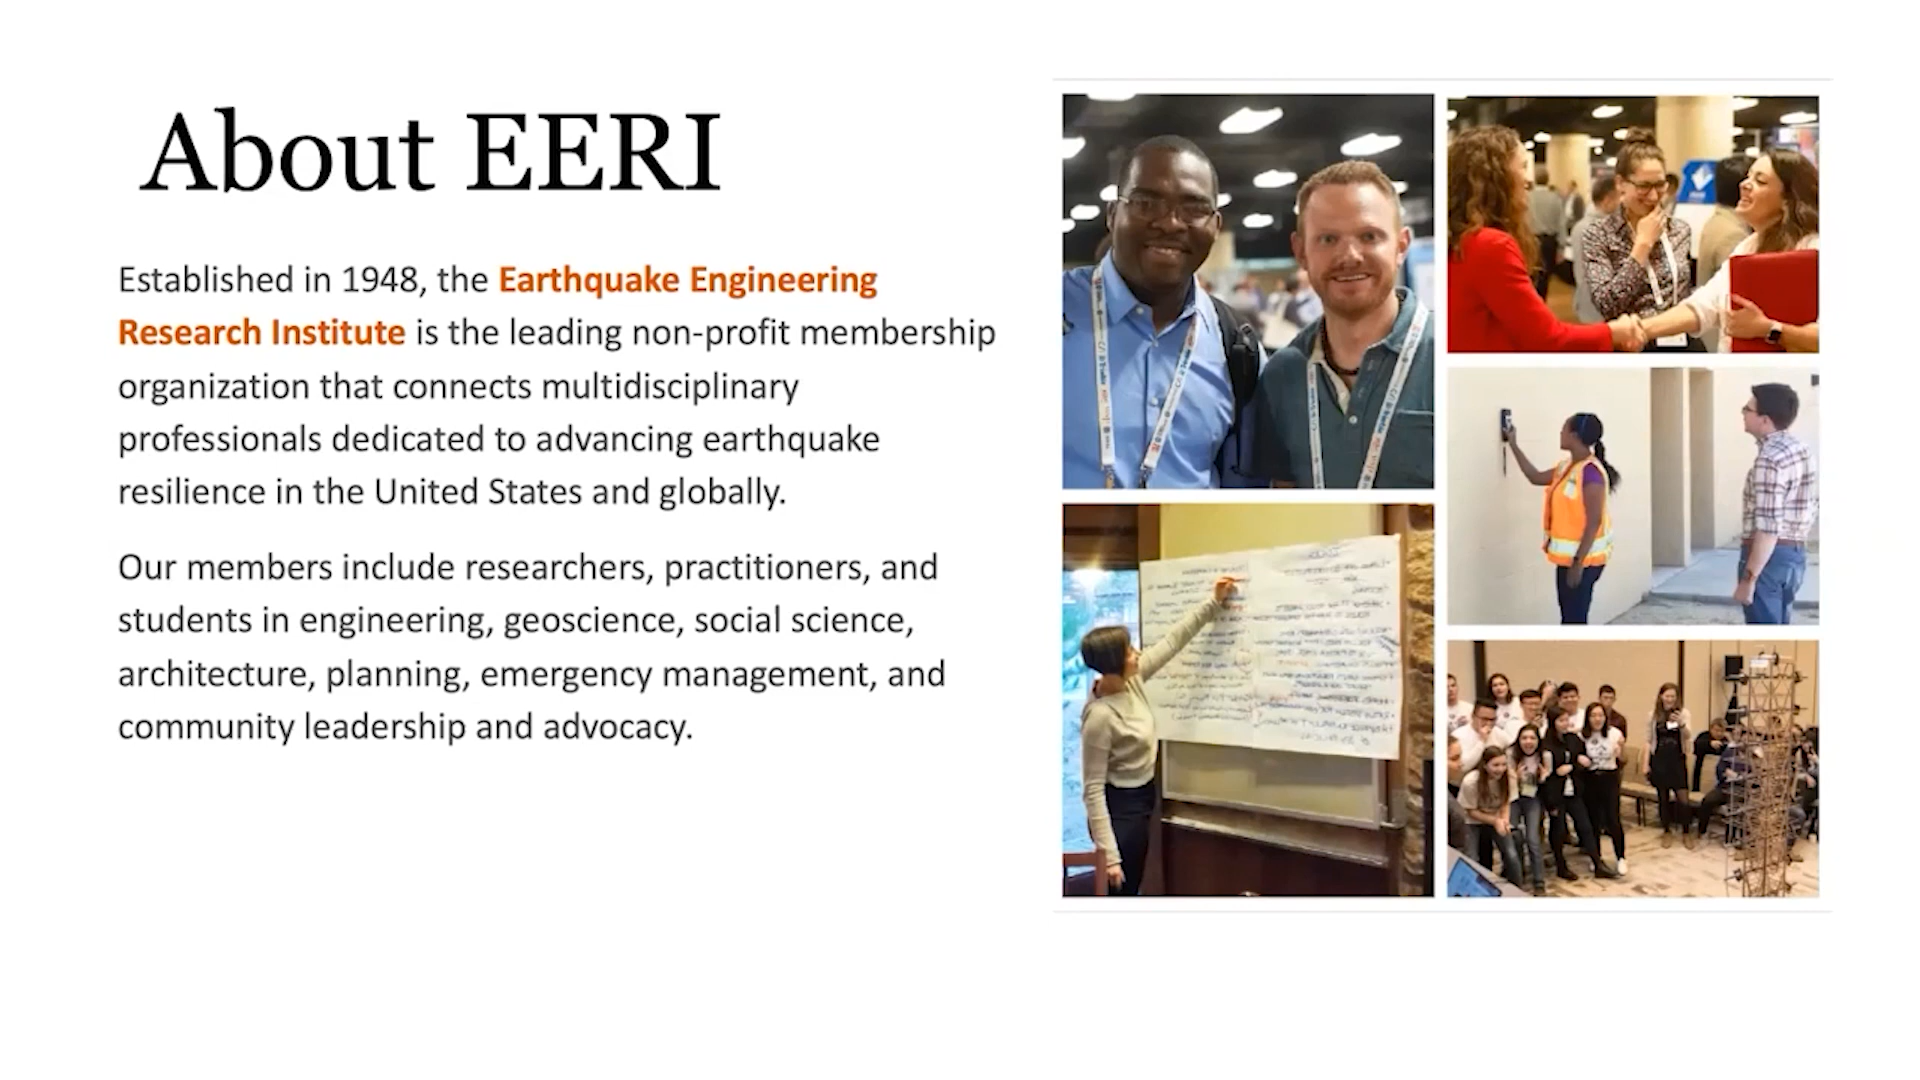 About EERI
Established in 1948, the Earthquake Engineering
Research Institute is the leading non-profit membership
organization that connects multidisciplinary
professionals dedicated to advancing earthquake
resilience in the United States and globally.
Our members include researchers, practitioners, and
students in engineering, geoscience, social science,
architecture, planning, emergency management, and
community leadership and advocacy.